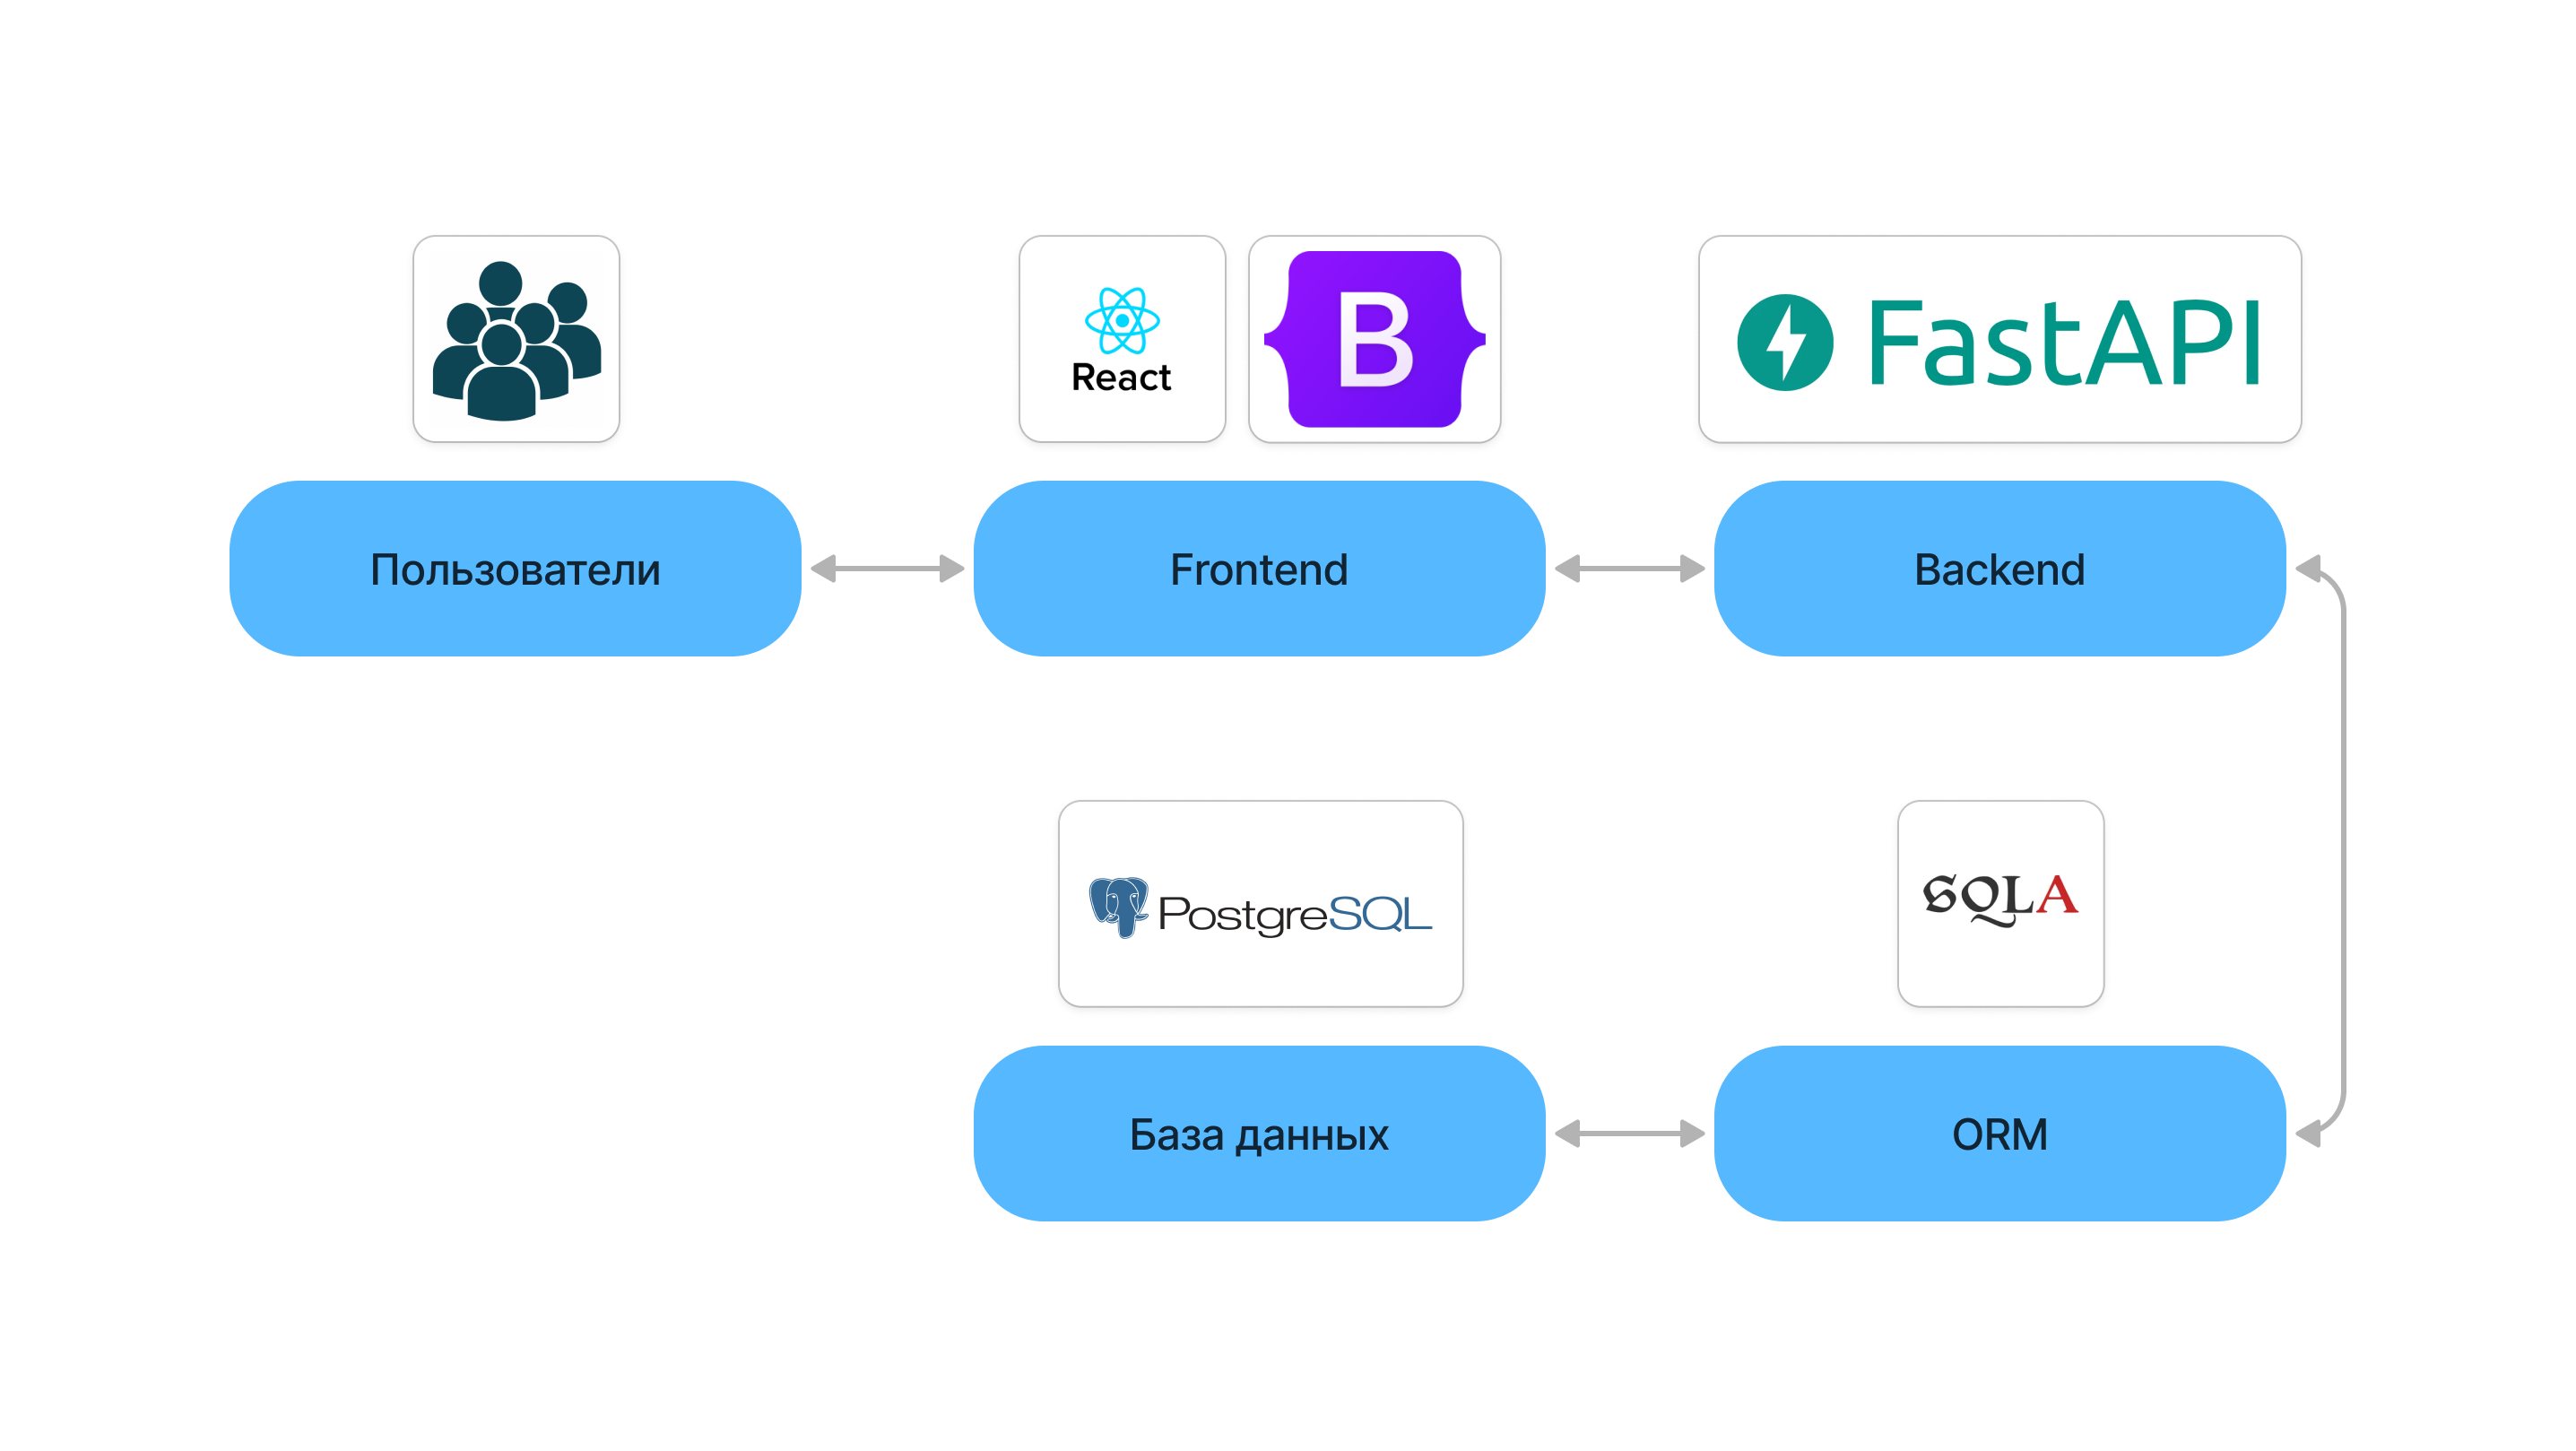 React
B
FastAPI
Пользователи
Frontend
Backend
PostgreSQL
SQLA
База данных
ORM